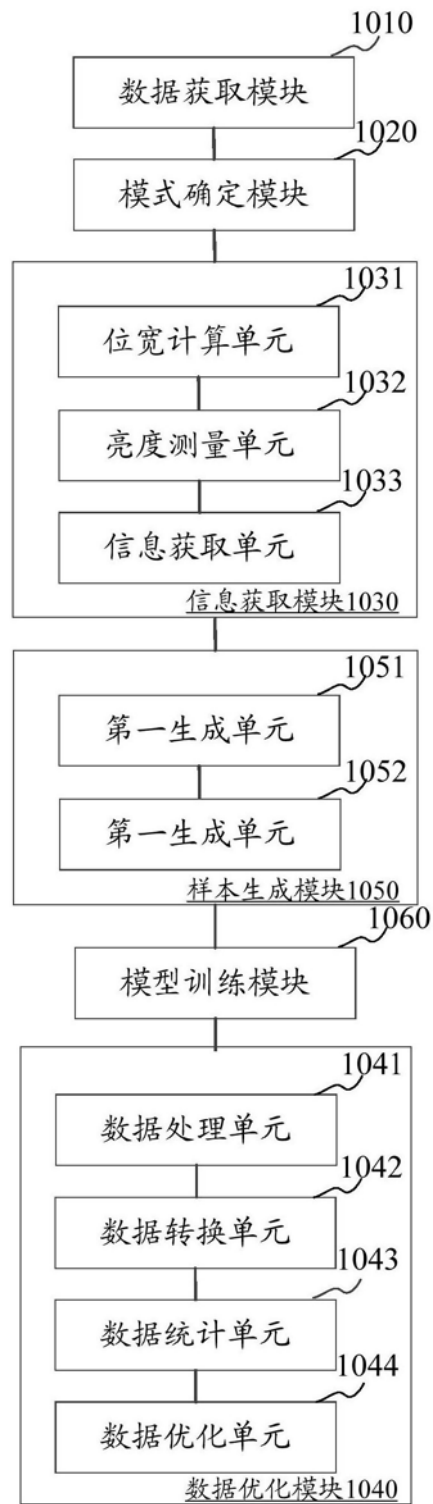 1010
数据获取模块
1020
模式确定模块
1031
位宽计算单元
1032
亮度测量单元
1033
信息获取单元
信息获取模块1030
1051
第一生成单元
1052
第一生成单元
样本生成模块1050
1060
模型训练模块
1041
数据处理单元
1042
数据转换单元
1043
数据统计单元
1044
数据优化单元
数据优化模块1040